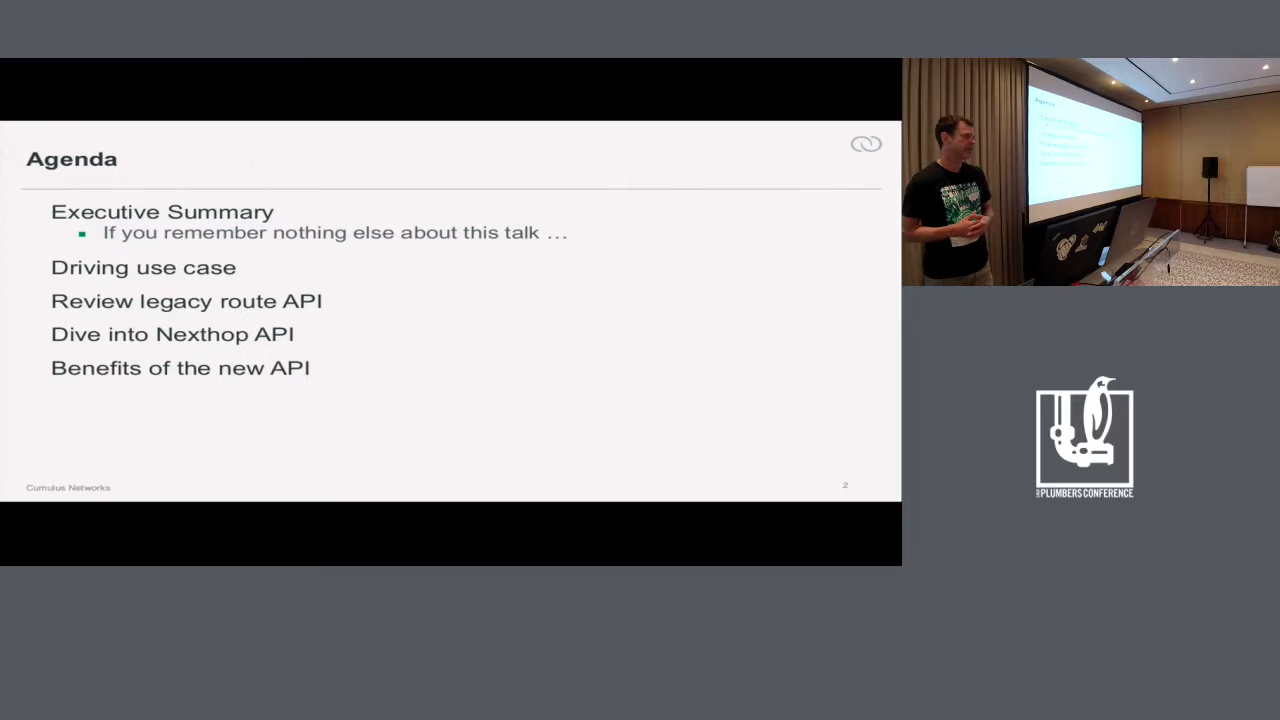 Agenda
Executive Summary
If you remember nothing else about this talk …
Driving use case
Review legacy route API
Dive into Nexthop API
Benefits of the new API
Cumulus Networks
2
PLUMBERS CONFERENCE